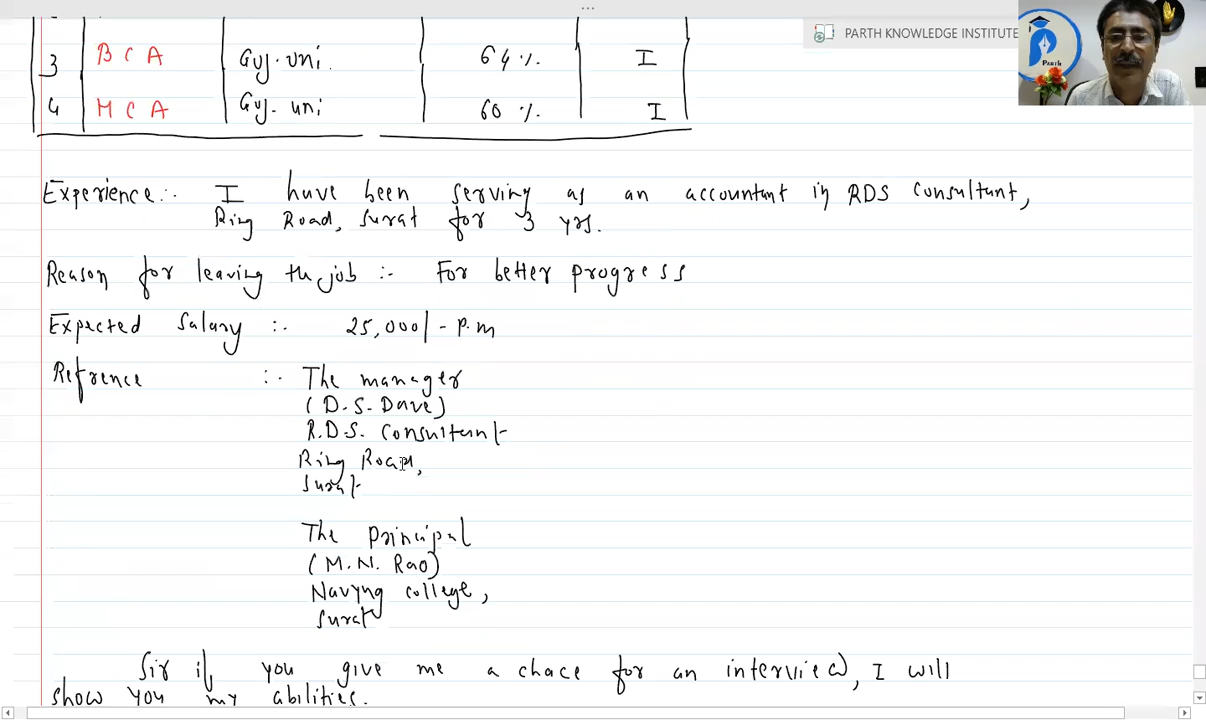 PARTH KNOWLEDGE INSTITUTE
Parth
3 BCA Guj. uni. 64 %. I
4 MCA Guj. uni 60 %. I
Experience :- I have been serving as an accountant in RDS consultant,
Ring Road, Surat for 3 yrs.
Reason for leaving the job :- For better progress
Expected Salary :- 25,000/- P.m
Refrence :- The manager
(D.S. Dave)
R.D.S. consultant
Ring Road,
Surat
The principal
(M.N. Rao)
Navyug college,
Surat
Sir if you give me a chace for an interview, I will
show you my abilities.